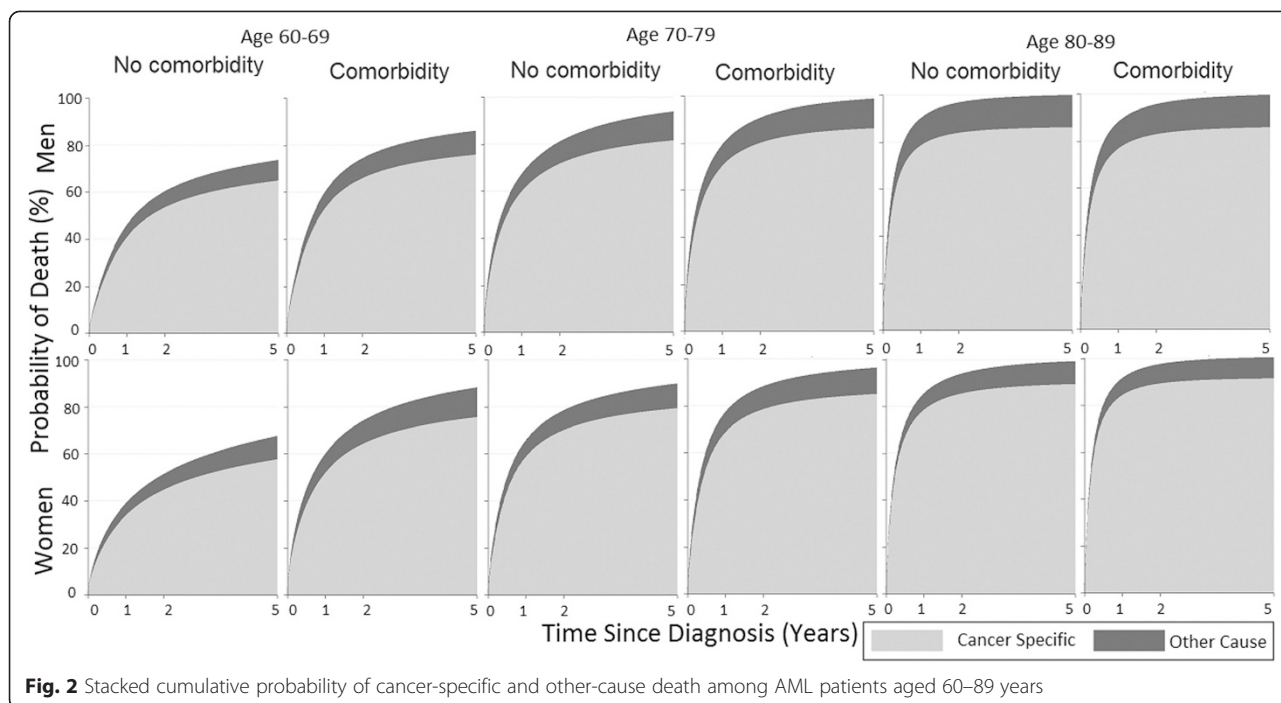 Age 60-69 Age 70-79 Age 80-89
No comorbidity Comorbidity No comorbidity Comorbidity No comorbidity Comorbidity
Probability of Death (%)
Men
100
80
60
40
20
0
0 1 2 5 0 1 2 5 0 1 2 5 0 1 2 5 0 1 2 5 0 1 2 5
Women
100
80
60
40
20
0
0 1 2 5 0 1 2 5 0 1 2 5 0 1 2 5 0 1 2 5 0 1 2 5
Time Since Diagnosis (Years)
Cancer Specific Other Cause
Fig. 2 Stacked cumulative probability of cancer-specific and other-cause death among AML patients aged 60–89 years